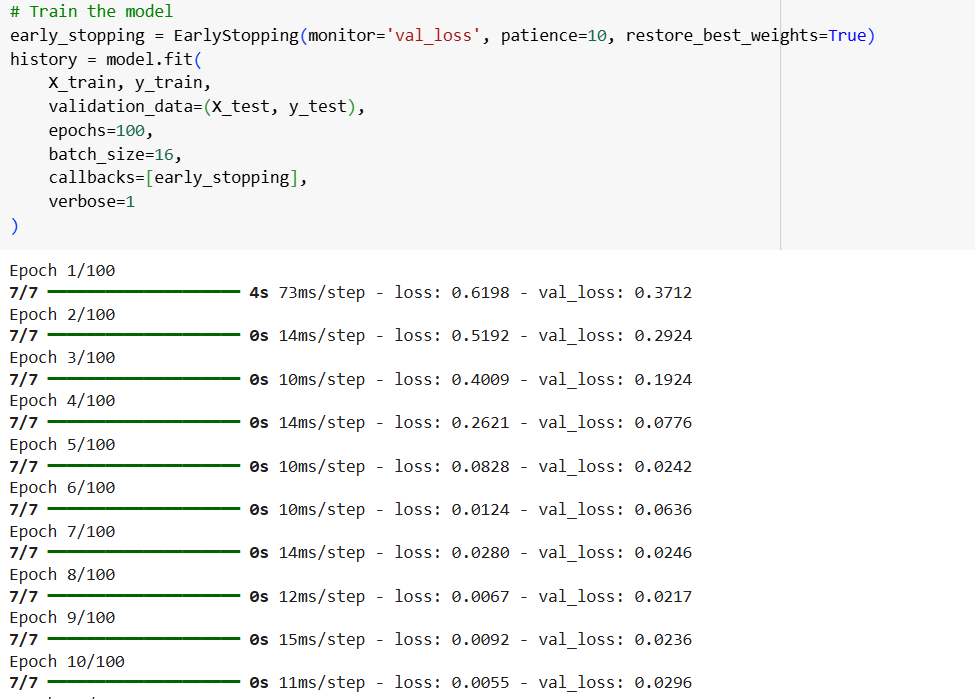 # Train the model
early_stopping = EarlyStopping(monitor='val_loss', patience=10, restore_best_weights=True)
history = model.fit(
    X_train, y_train,
    validation_data=(X_test, y_test),
    epochs=100,
    batch_size=16,
    callbacks=[early_stopping],
    verbose=1
)
Epoch 1/100
7/7 4s 73ms/step - loss: 0.6198 - val_loss: 0.3712
Epoch 2/100
7/7 0s 14ms/step - loss: 0.5192 - val_loss: 0.2924
Epoch 3/100
7/7 0s 10ms/step - loss: 0.4009 - val_loss: 0.1924
Epoch 4/100
7/7 0s 14ms/step - loss: 0.2621 - val_loss: 0.0776
Epoch 5/100
7/7 0s 10ms/step - loss: 0.0828 - val_loss: 0.0242
Epoch 6/100
7/7 0s 10ms/step - loss: 0.0124 - val_loss: 0.0636
Epoch 7/100
7/7 0s 14ms/step - loss: 0.0280 - val_loss: 0.0246
Epoch 8/100
7/7 0s 12ms/step - loss: 0.0067 - val_loss: 0.0217
Epoch 9/100
7/7 0s 15ms/step - loss: 0.0092 - val_loss: 0.0236
Epoch 10/100
7/7 0s 11ms/step - loss: 0.0055 - val_loss: 0.0296